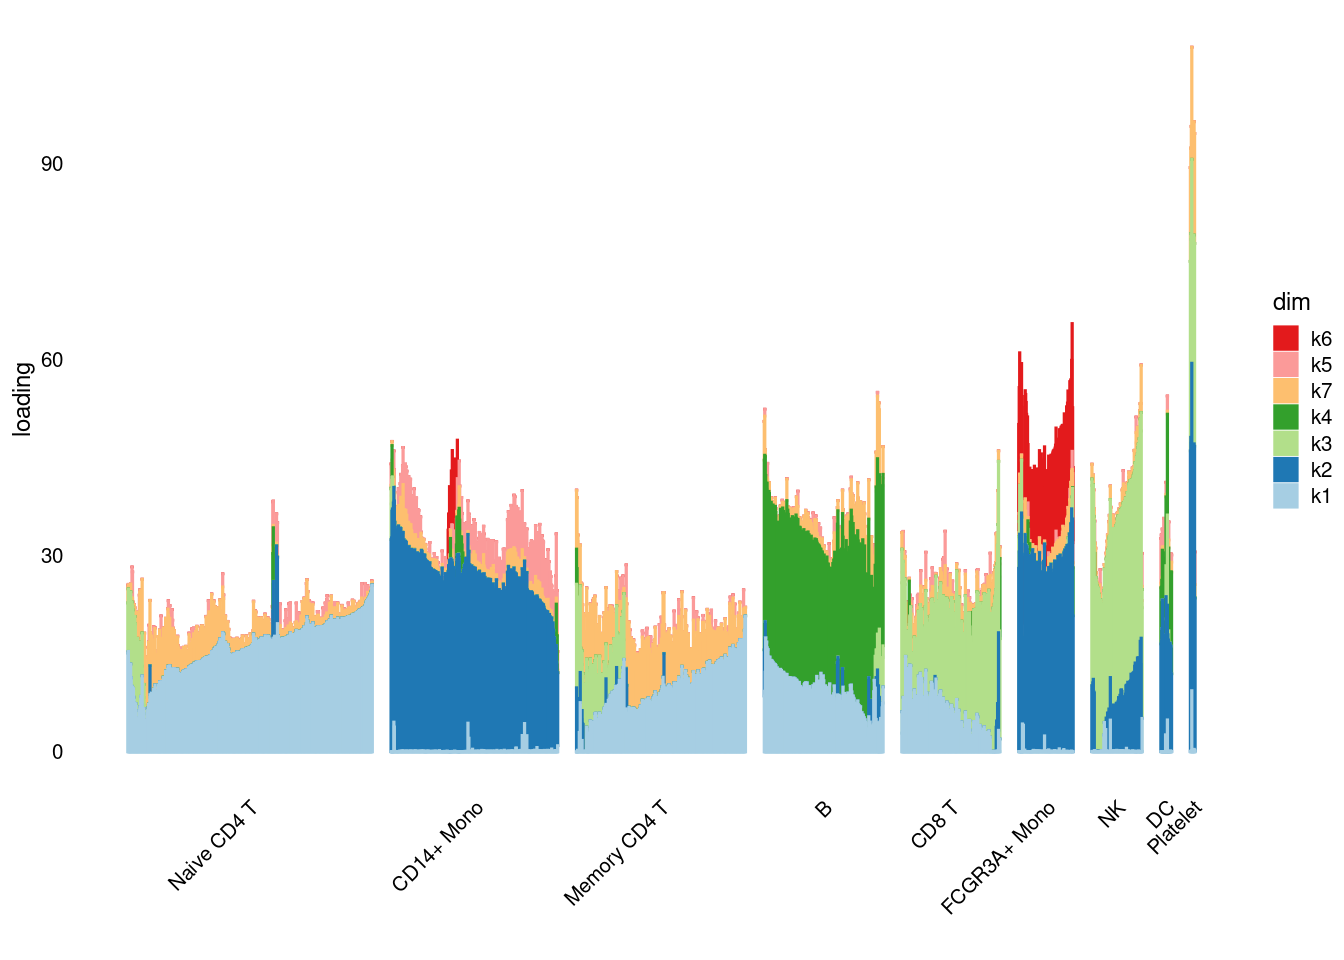 90
60
30
0
loading
Naive CD4 T
CD14+ Mono
Memory CD4 T
B
CD8 T
FCGR3A+ Mono
NK
DC
Platelet
dim
k6
k5
k7
k4
k3
k2
k1